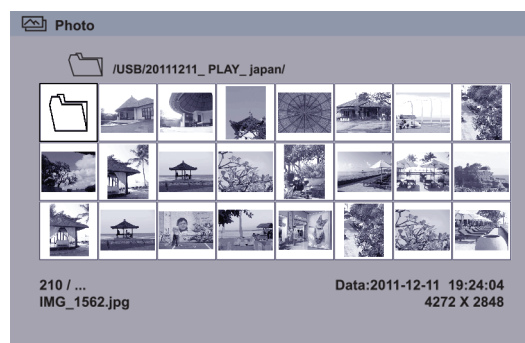 Photo
/USB/20111211_ PLAY_ japan/
210 / ...
Data:2011-12-11 19:24:04
IMG_1562.jpg
4272 X 2848